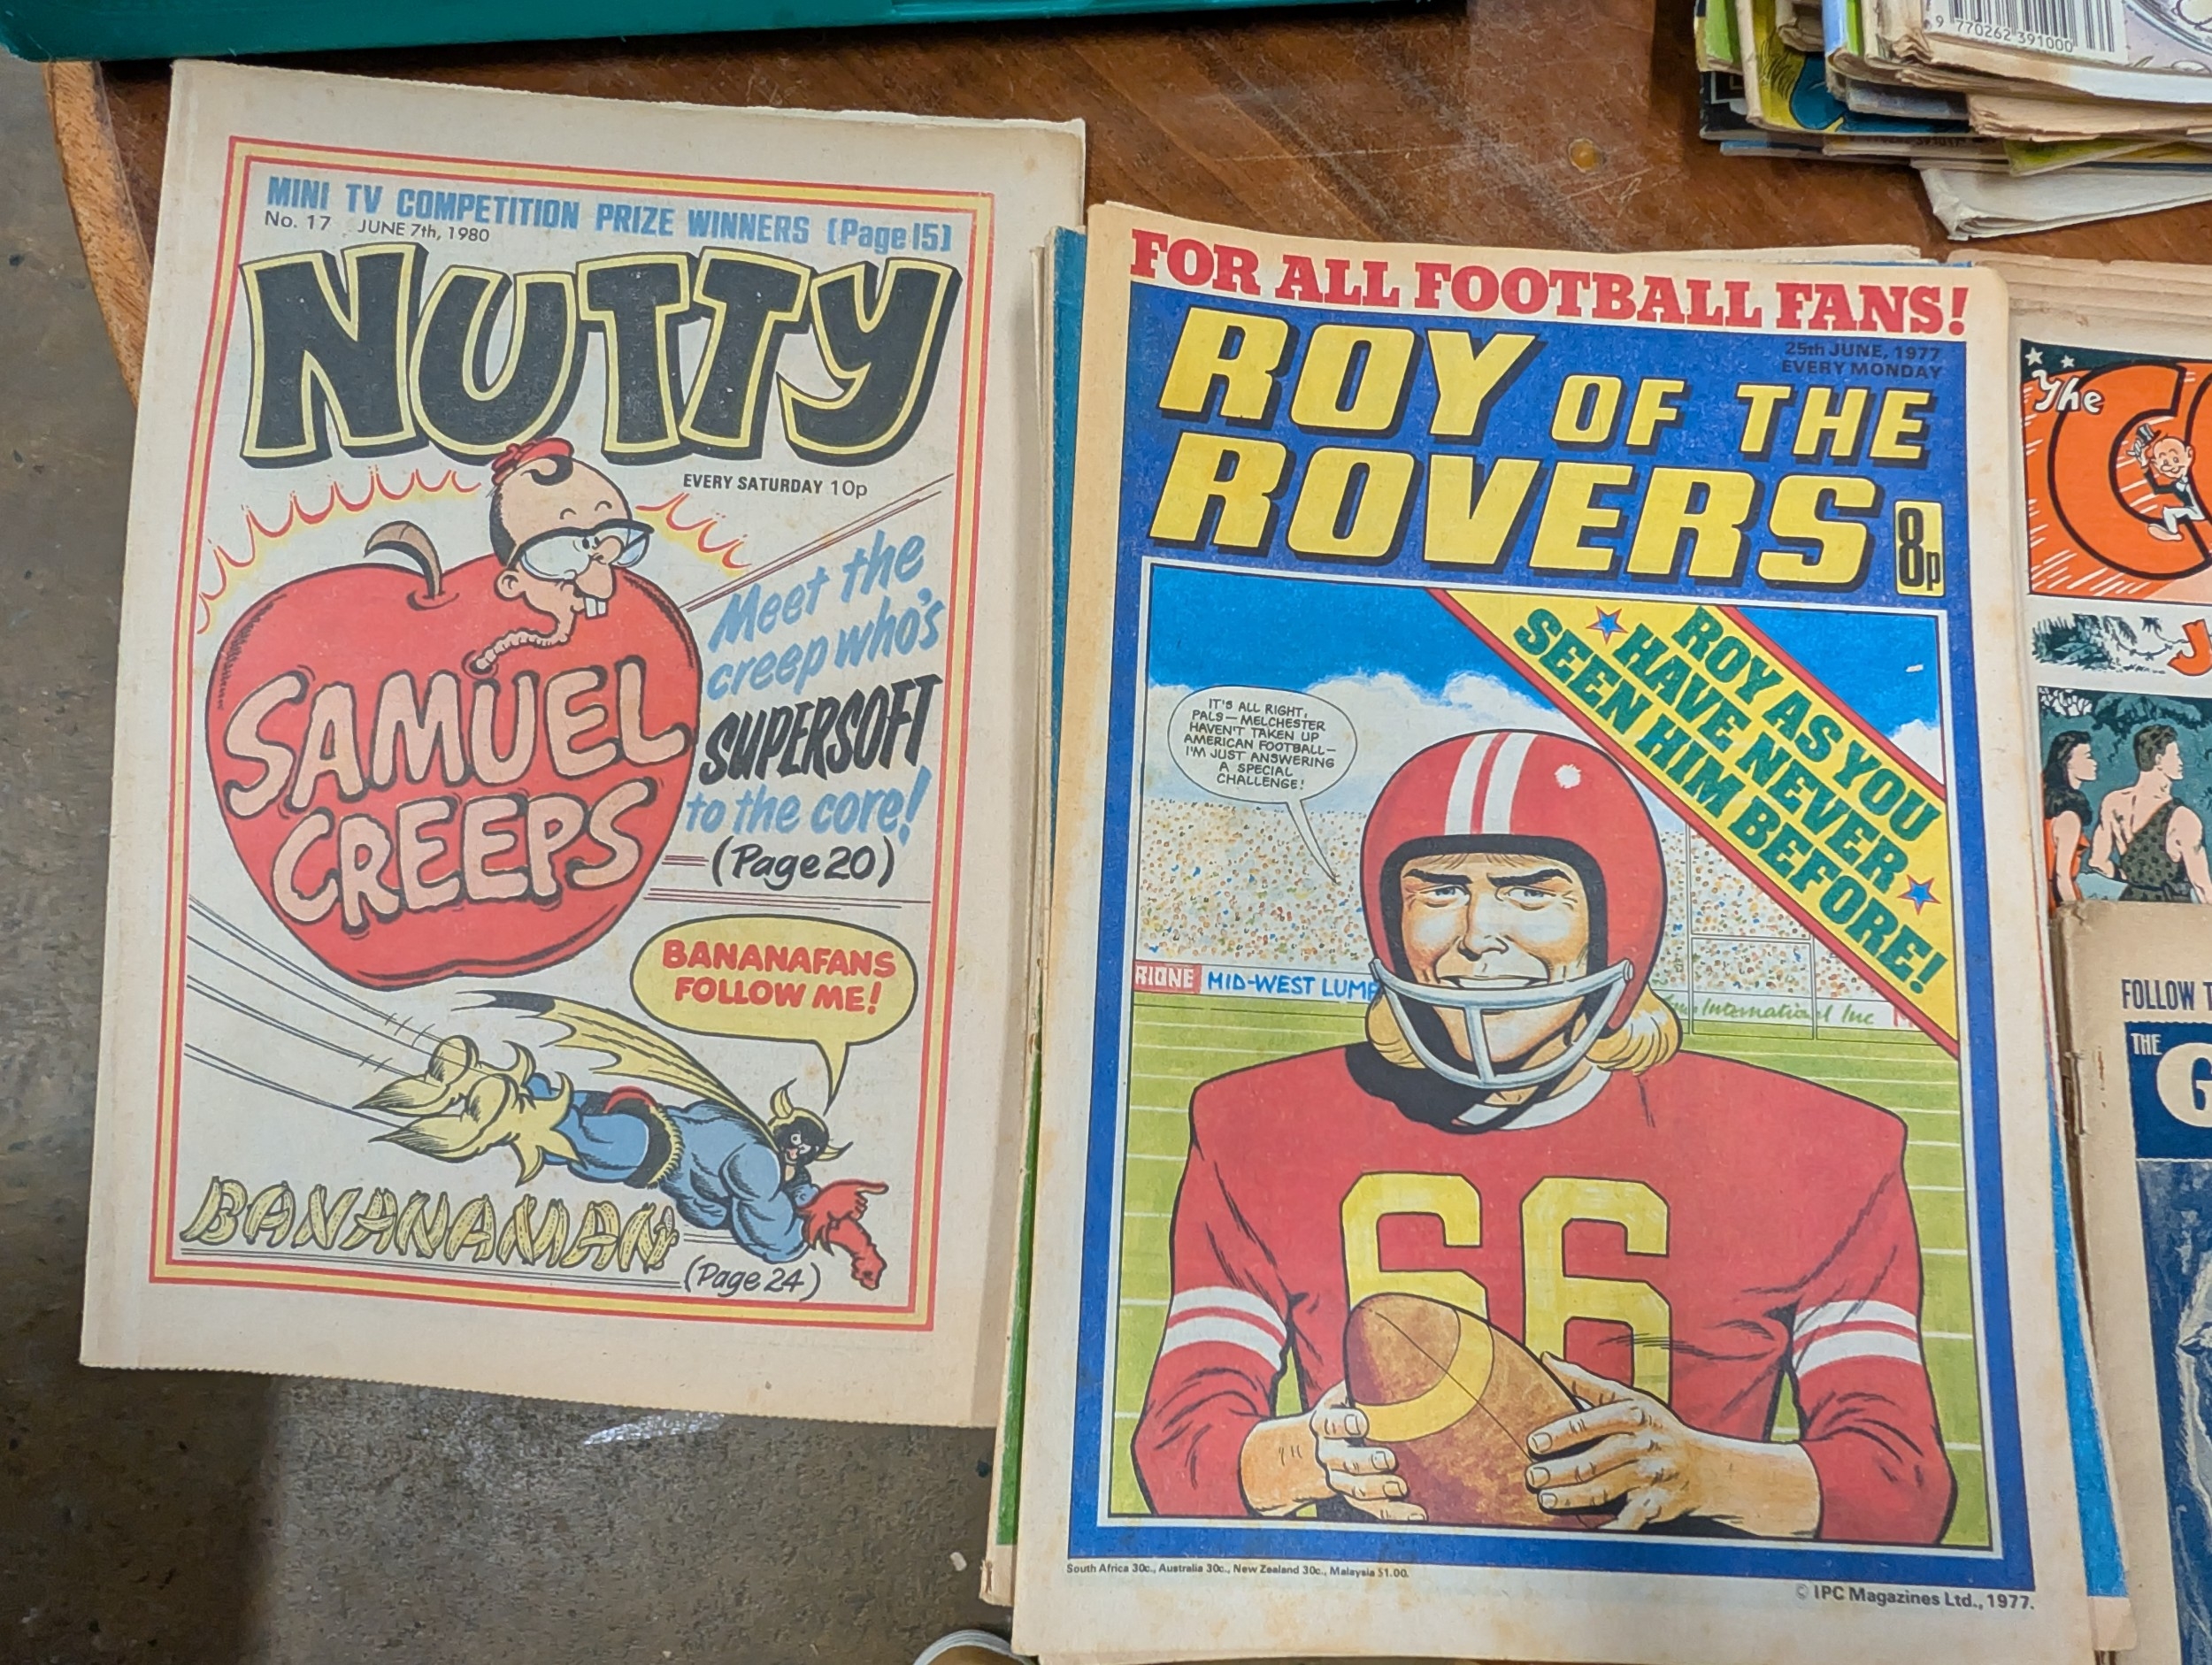 MINI TV COMPETITION PRIZE WINNERS (Page 15)
No. 17 JUNE 7th, 1980
NUTTY
EVERY SATURDAY 10p
SAMUEL
CREEPS
Meet the
creep who's
SUPERSOFT
to the core!
(Page 20)
BANANAFANS
FOLLOW ME!
BANANAMAN
(Page 24)
FOR ALL FOOTBALL FANS!
25th JUNE, 1977
EVERY MONDAY
ROY OF THE
ROVERS
8p
ROY AS YOU
HAVE NEVER
SEEN HIM BEFORE!
IT'S ALL RIGHT,
PALS — MELCHESTER
HAVEN'T TAKEN UP
AMERICAN FOOTBALL —
I'M JUST ANSWERING
A SPECIAL
CHALLENGE!
RIONE MID-WEST LUMP
International Inc
66
South Africa 30c., Australia 30c., New Zealand 30c., Malaysia $1.00.
© IPC Magazines Ltd., 1977.
9 770262 391000
The
C
J
FOLLOW T
THE
G